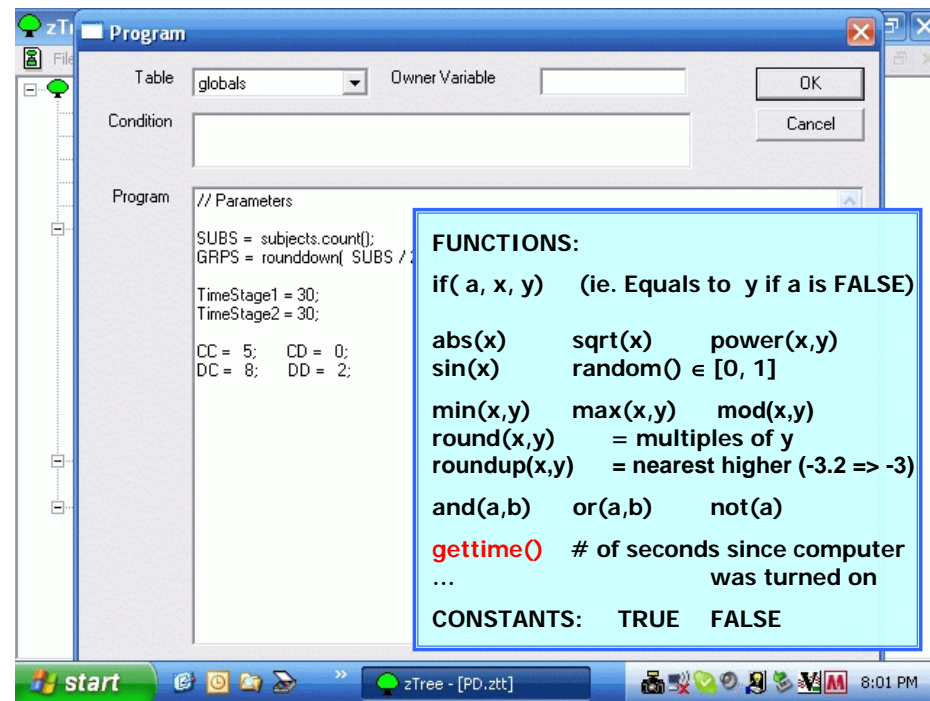 zTr
Program
File
Table globals Owner Variable OK
Condition Cancel
Program // Parameters
SUBS = subjects.count();
GRPS = rounddown( SUBS / 2
TimeStage1 = 30;
TimeStage2 = 30;
CC = 5; CD = 0;
DC = 8; DD = 2;
FUNCTIONS:
if( a, x, y) (ie. Equals to y if a is FALSE)
abs(x) sqrt(x) power(x,y)
sin(x) random() ∈ [0, 1]
min(x,y) max(x,y) mod(x,y)
round(x,y) = multiples of y
roundup(x,y) = nearest higher (-3.2 => -3)
and(a,b) or(a,b) not(a)
gettime() # of seconds since computer
... was turned on
CONSTANTS: TRUE FALSE
start » zTree - [PD.ztt] 8:01 PM